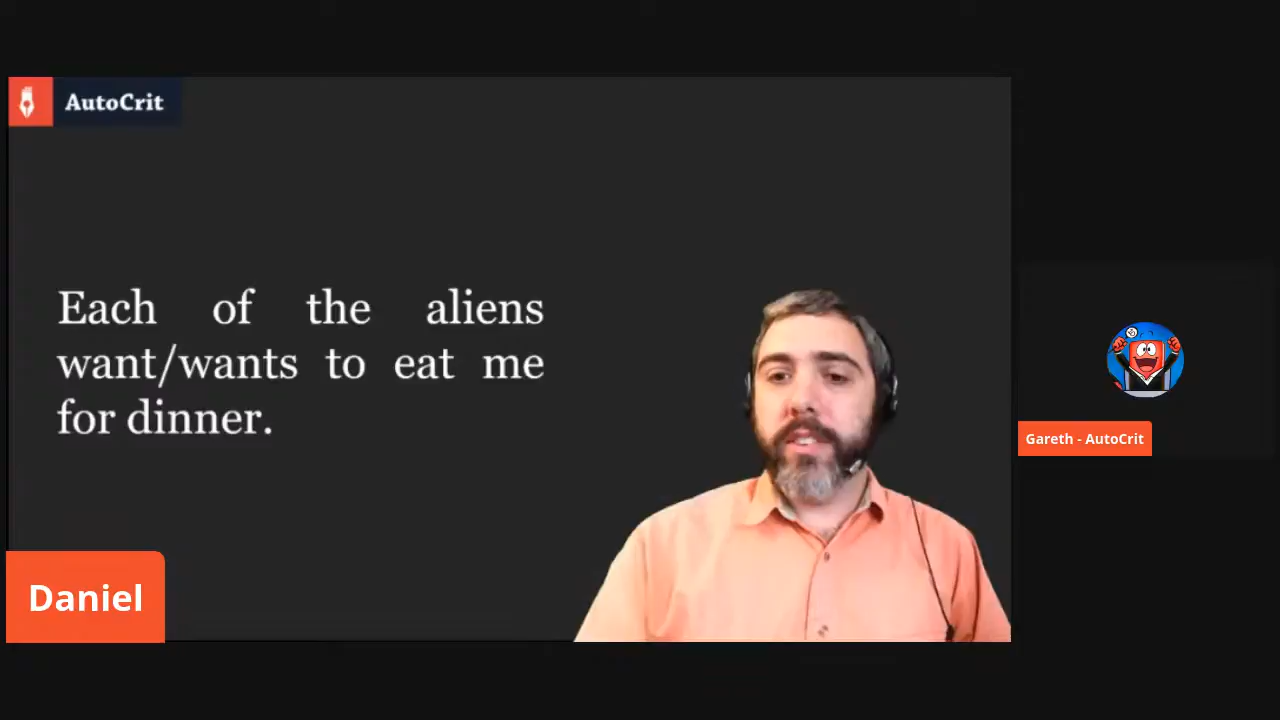 AutoCrit
Each of the aliens
want/wants to eat me
for dinner.
Gareth - AutoCrit
Daniel